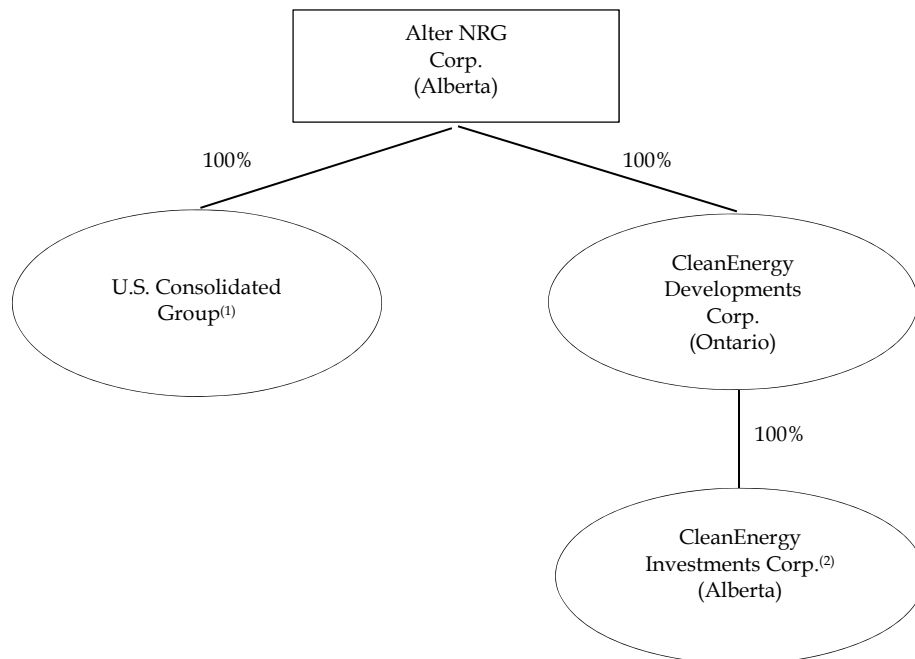 Alter NRG
Corp.
(Alberta)
100%
100%
U.S. Consolidated
Group(1)
CleanEnergy
Developments
Corp.
(Ontario)
100%
CleanEnergy
Investments Corp.(2)
(Alberta)